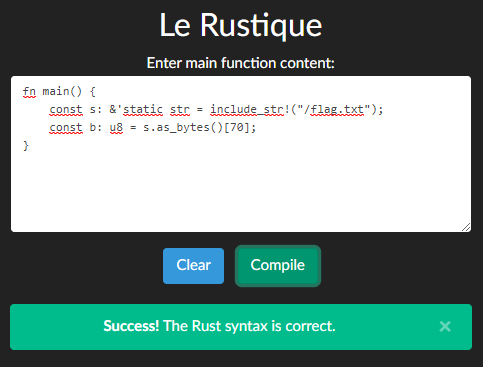 Le Rustique
Enter main function content:
fn main() {
    const s: &'static str = include_str!("/flag.txt");
    const b: u8 = s.as_bytes()[70];
}
Clear
Compile
Success! The Rust syntax is correct.
×